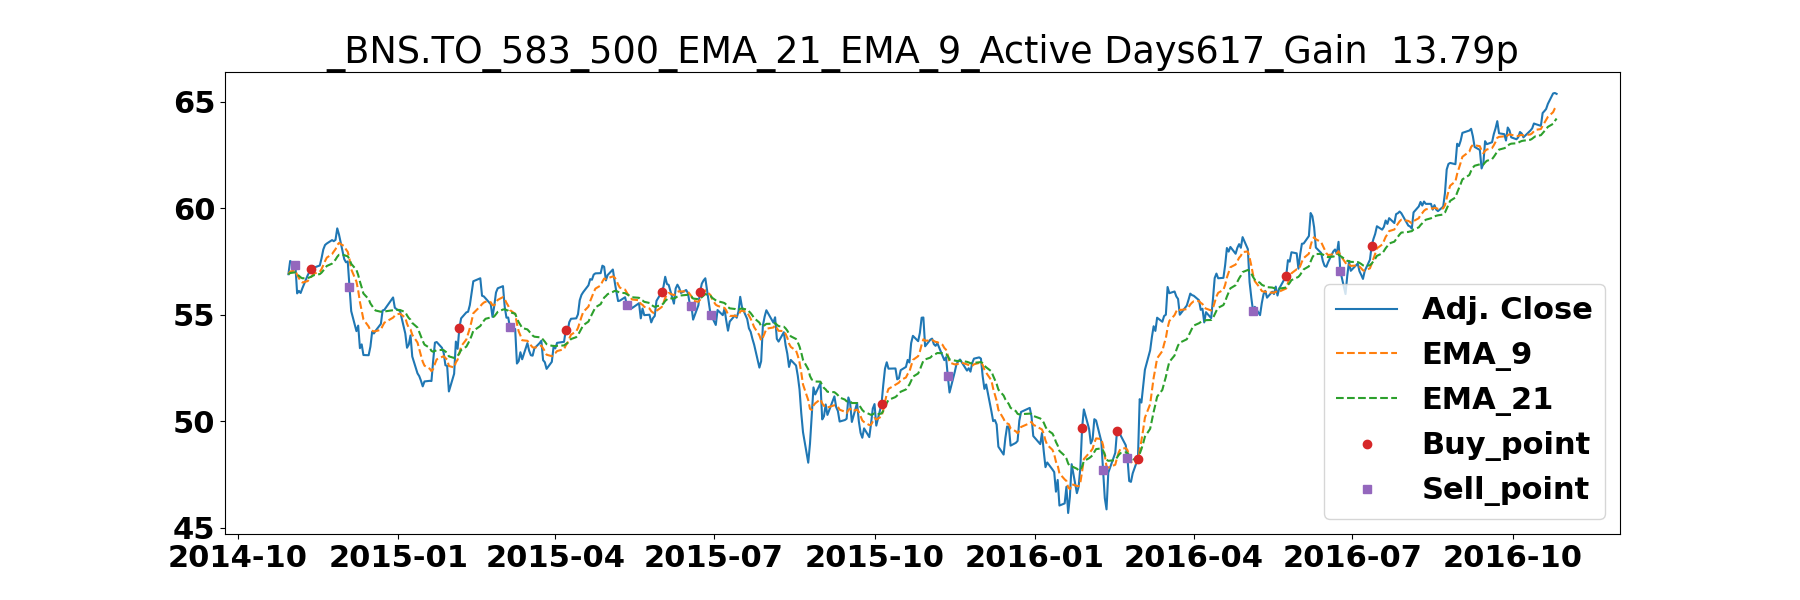 _BNS.TO_583_500_EMA_21_EMA_9_Active Days617_Gain  13.79p
65
60
55
50
45
2014-10 2015-01 2015-04 2015-07 2015-10 2016-01 2016-04 2016-07 2016-10
Adj. Close
EMA_9
EMA_21
Buy_point
Sell_point